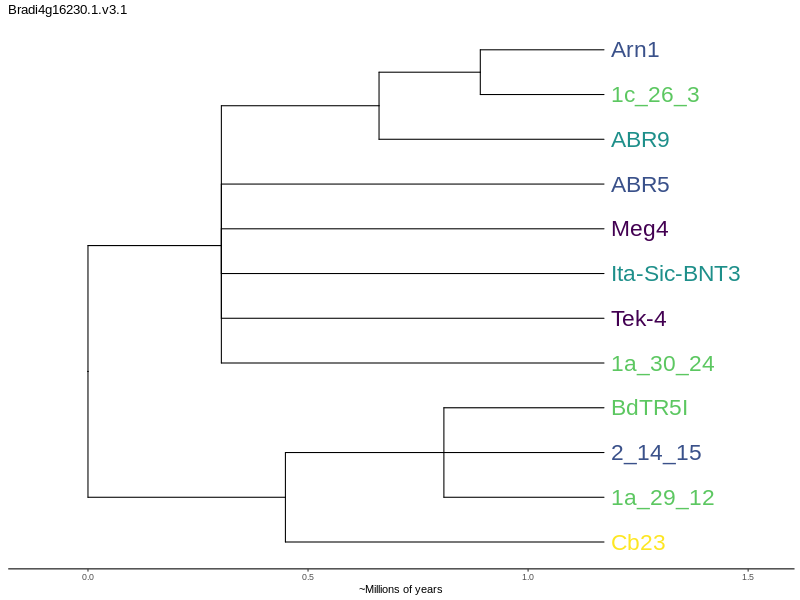 Bradi4g16230.1.v3.1
Arn1
1c_26_3
ABR9
ABR5
Meg4
Ita-Sic-BNT3
Tek-4
1a_30_24
BdTR5I
2_14_15
1a_29_12
Cb23
0.0 0.5 1.0 1.5
~Millions of years